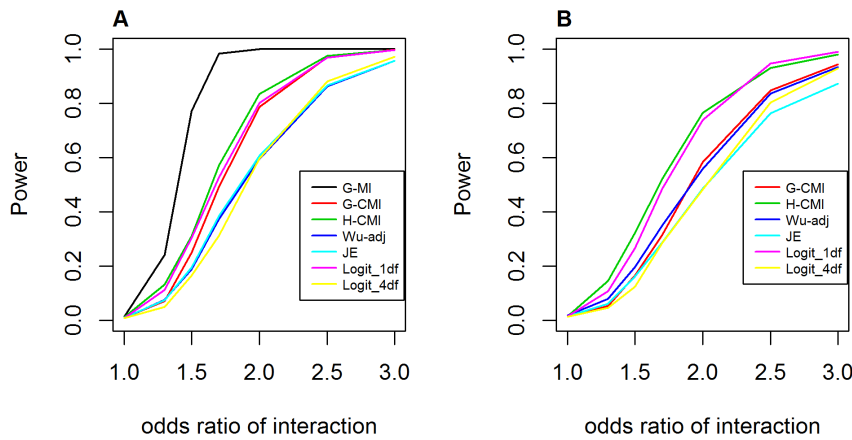 A
Power
1.0
0.8
0.6
0.4
0.2
0.0
G-MI
G-CMI
H-CMI
Wu-adj
JE
Logit_1df
Logit_4df
1.0 1.5 2.0 2.5 3.0
odds ratio of interaction
B
Power
1.0
0.8
0.6
0.4
0.2
0.0
G-CMI
H-CMI
Wu-adj
JE
Logit_1df
Logit_4df
1.0 1.5 2.0 2.5 3.0
odds ratio of interaction